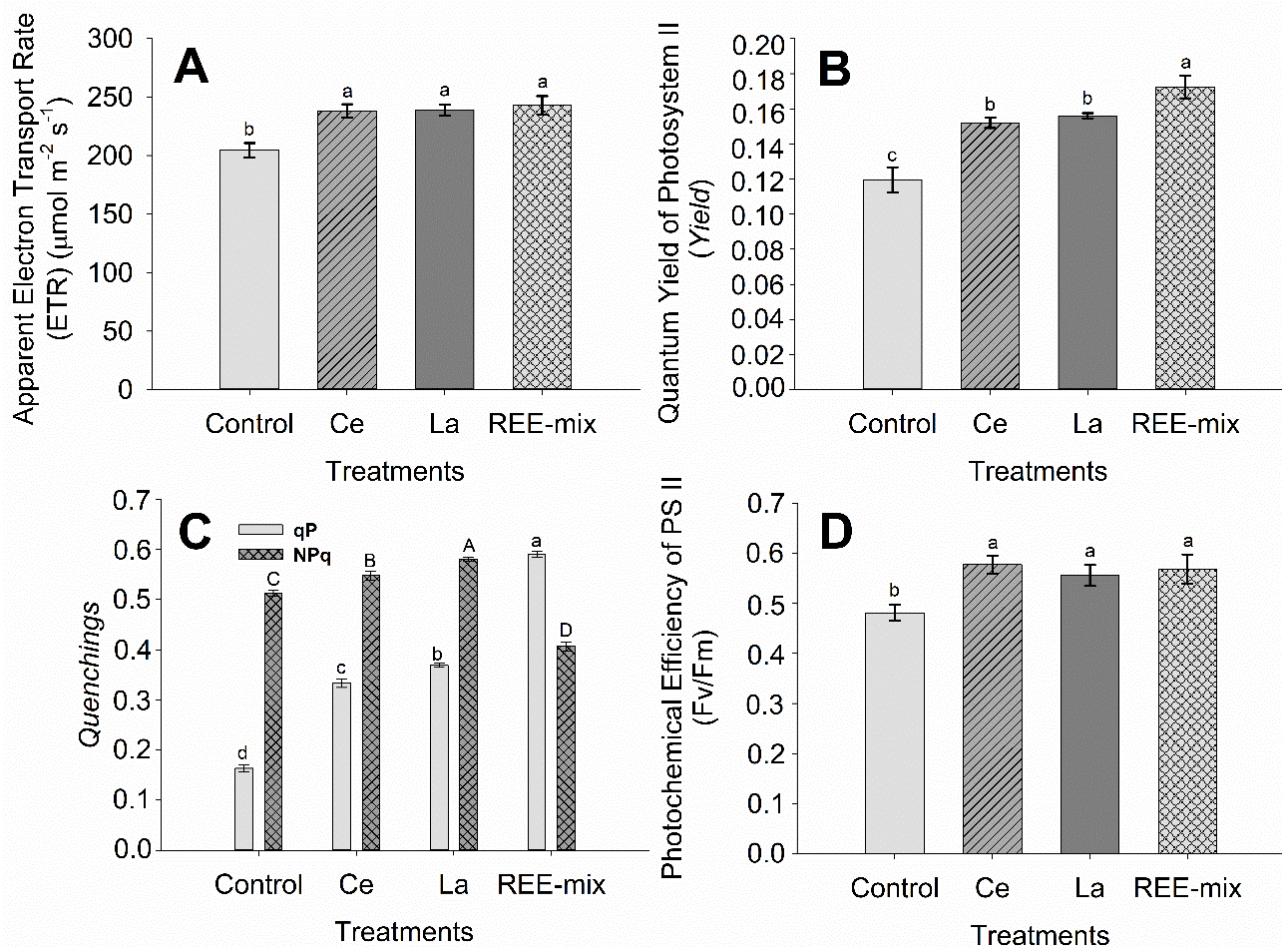 A
Apparent Electron Transport Rate
(ETR) (μmol m⁻² s⁻¹)
300
250
200
150
100
50
0
b
a
a
a
Control Ce La REE-mix
Treatments
B
Quantum Yield of Photosystem II
(Yield)
0.20
0.18
0.16
0.14
0.12
0.10
0.08
0.06
0.04
0.02
0.00
c
b
b
a
Control Ce La REE-mix
Treatments
C
qP
NPq
Quenchings
0.7
0.6
0.5
0.4
0.3
0.2
0.1
0.0
d C
c B
b A
a D
Control Ce La REE-mix
Treatments
D
Photochemical Efficiency of PS II
(Fv/Fm)
0.7
0.6
0.5
0.4
0.3
0.2
0.1
0.0
b
a
a
a
Control Ce La REE-mix
Treatments